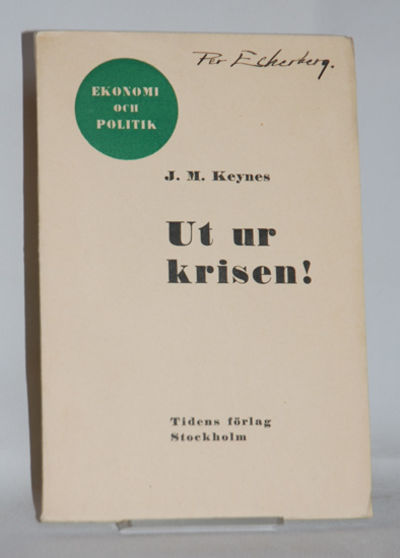 Per Eckerberg.
EKONOMI
OCH
POLITIK
J. M. Keynes
Ut ur
krisen!
Tidens förlag
Stockholm